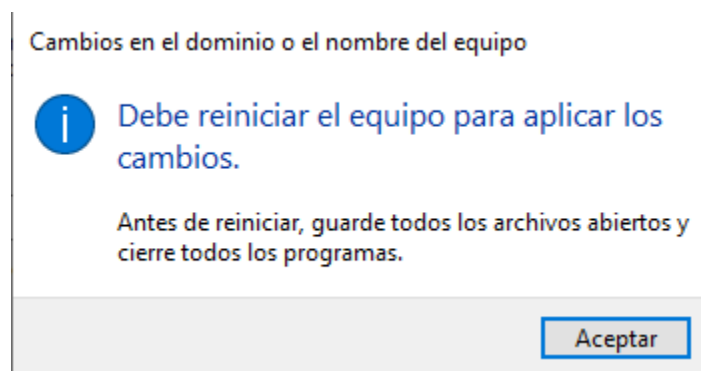 Cambios en el dominio o el nombre del equipo
Debe reiniciar el equipo para aplicar los
cambios.
Antes de reiniciar, guarde todos los archivos abiertos y
cierre todos los programas.
Aceptar